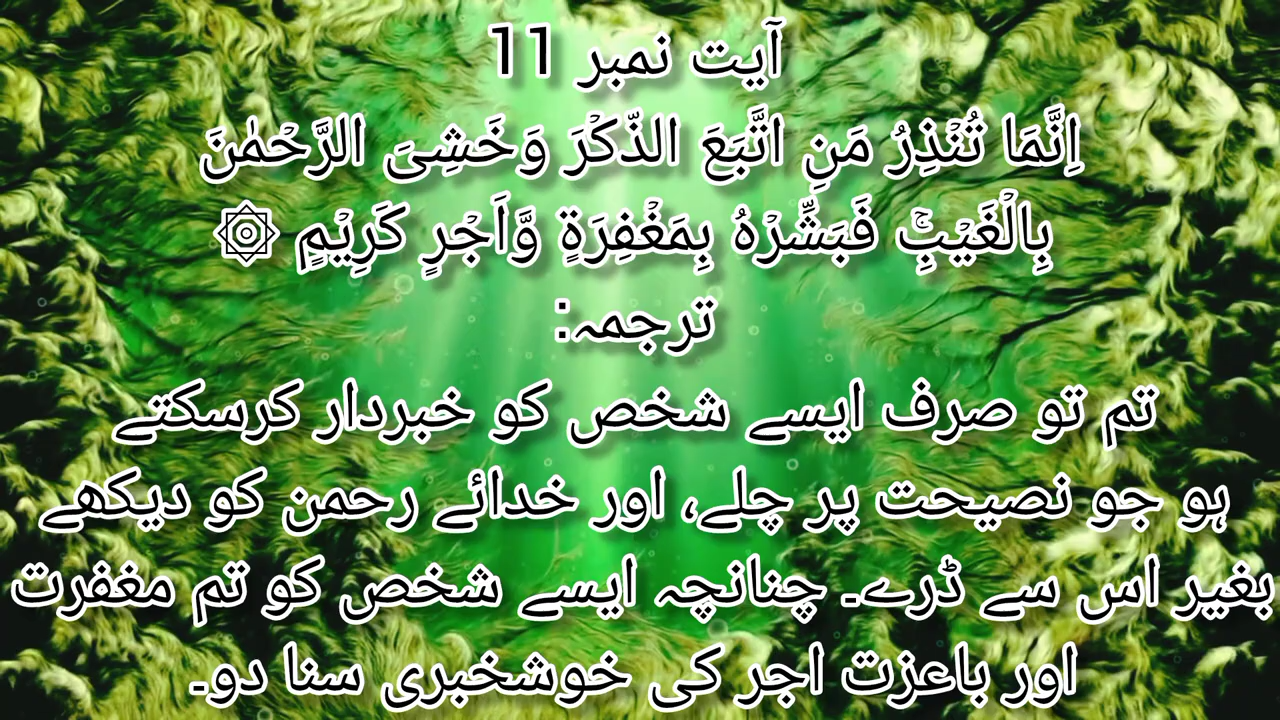 آیت نمبر 11
اِنَّمَا تُنْذِرُ مَنِ اتَّبَعَ الذِّكْرَ وَخَشِیَ الرَّحْمٰنَ
بِالْغَیْبِۚ فَبَشِّرْهُ بِمَغْفِرَةٍ وَّاَجْرٍ كَرِیْمٍ ۞
ترجمہ:
تم تو صرف ایسے شخص کو خبردار کرسکتے
ہو جو نصیحت پر چلے، اور خدائے رحمن کو دیکھے
بغیر اس سے ڈرے۔ چنانچہ ایسے شخص کو تم مغفرت
اور باعزت اجر کی خوشخبری سنا دو۔